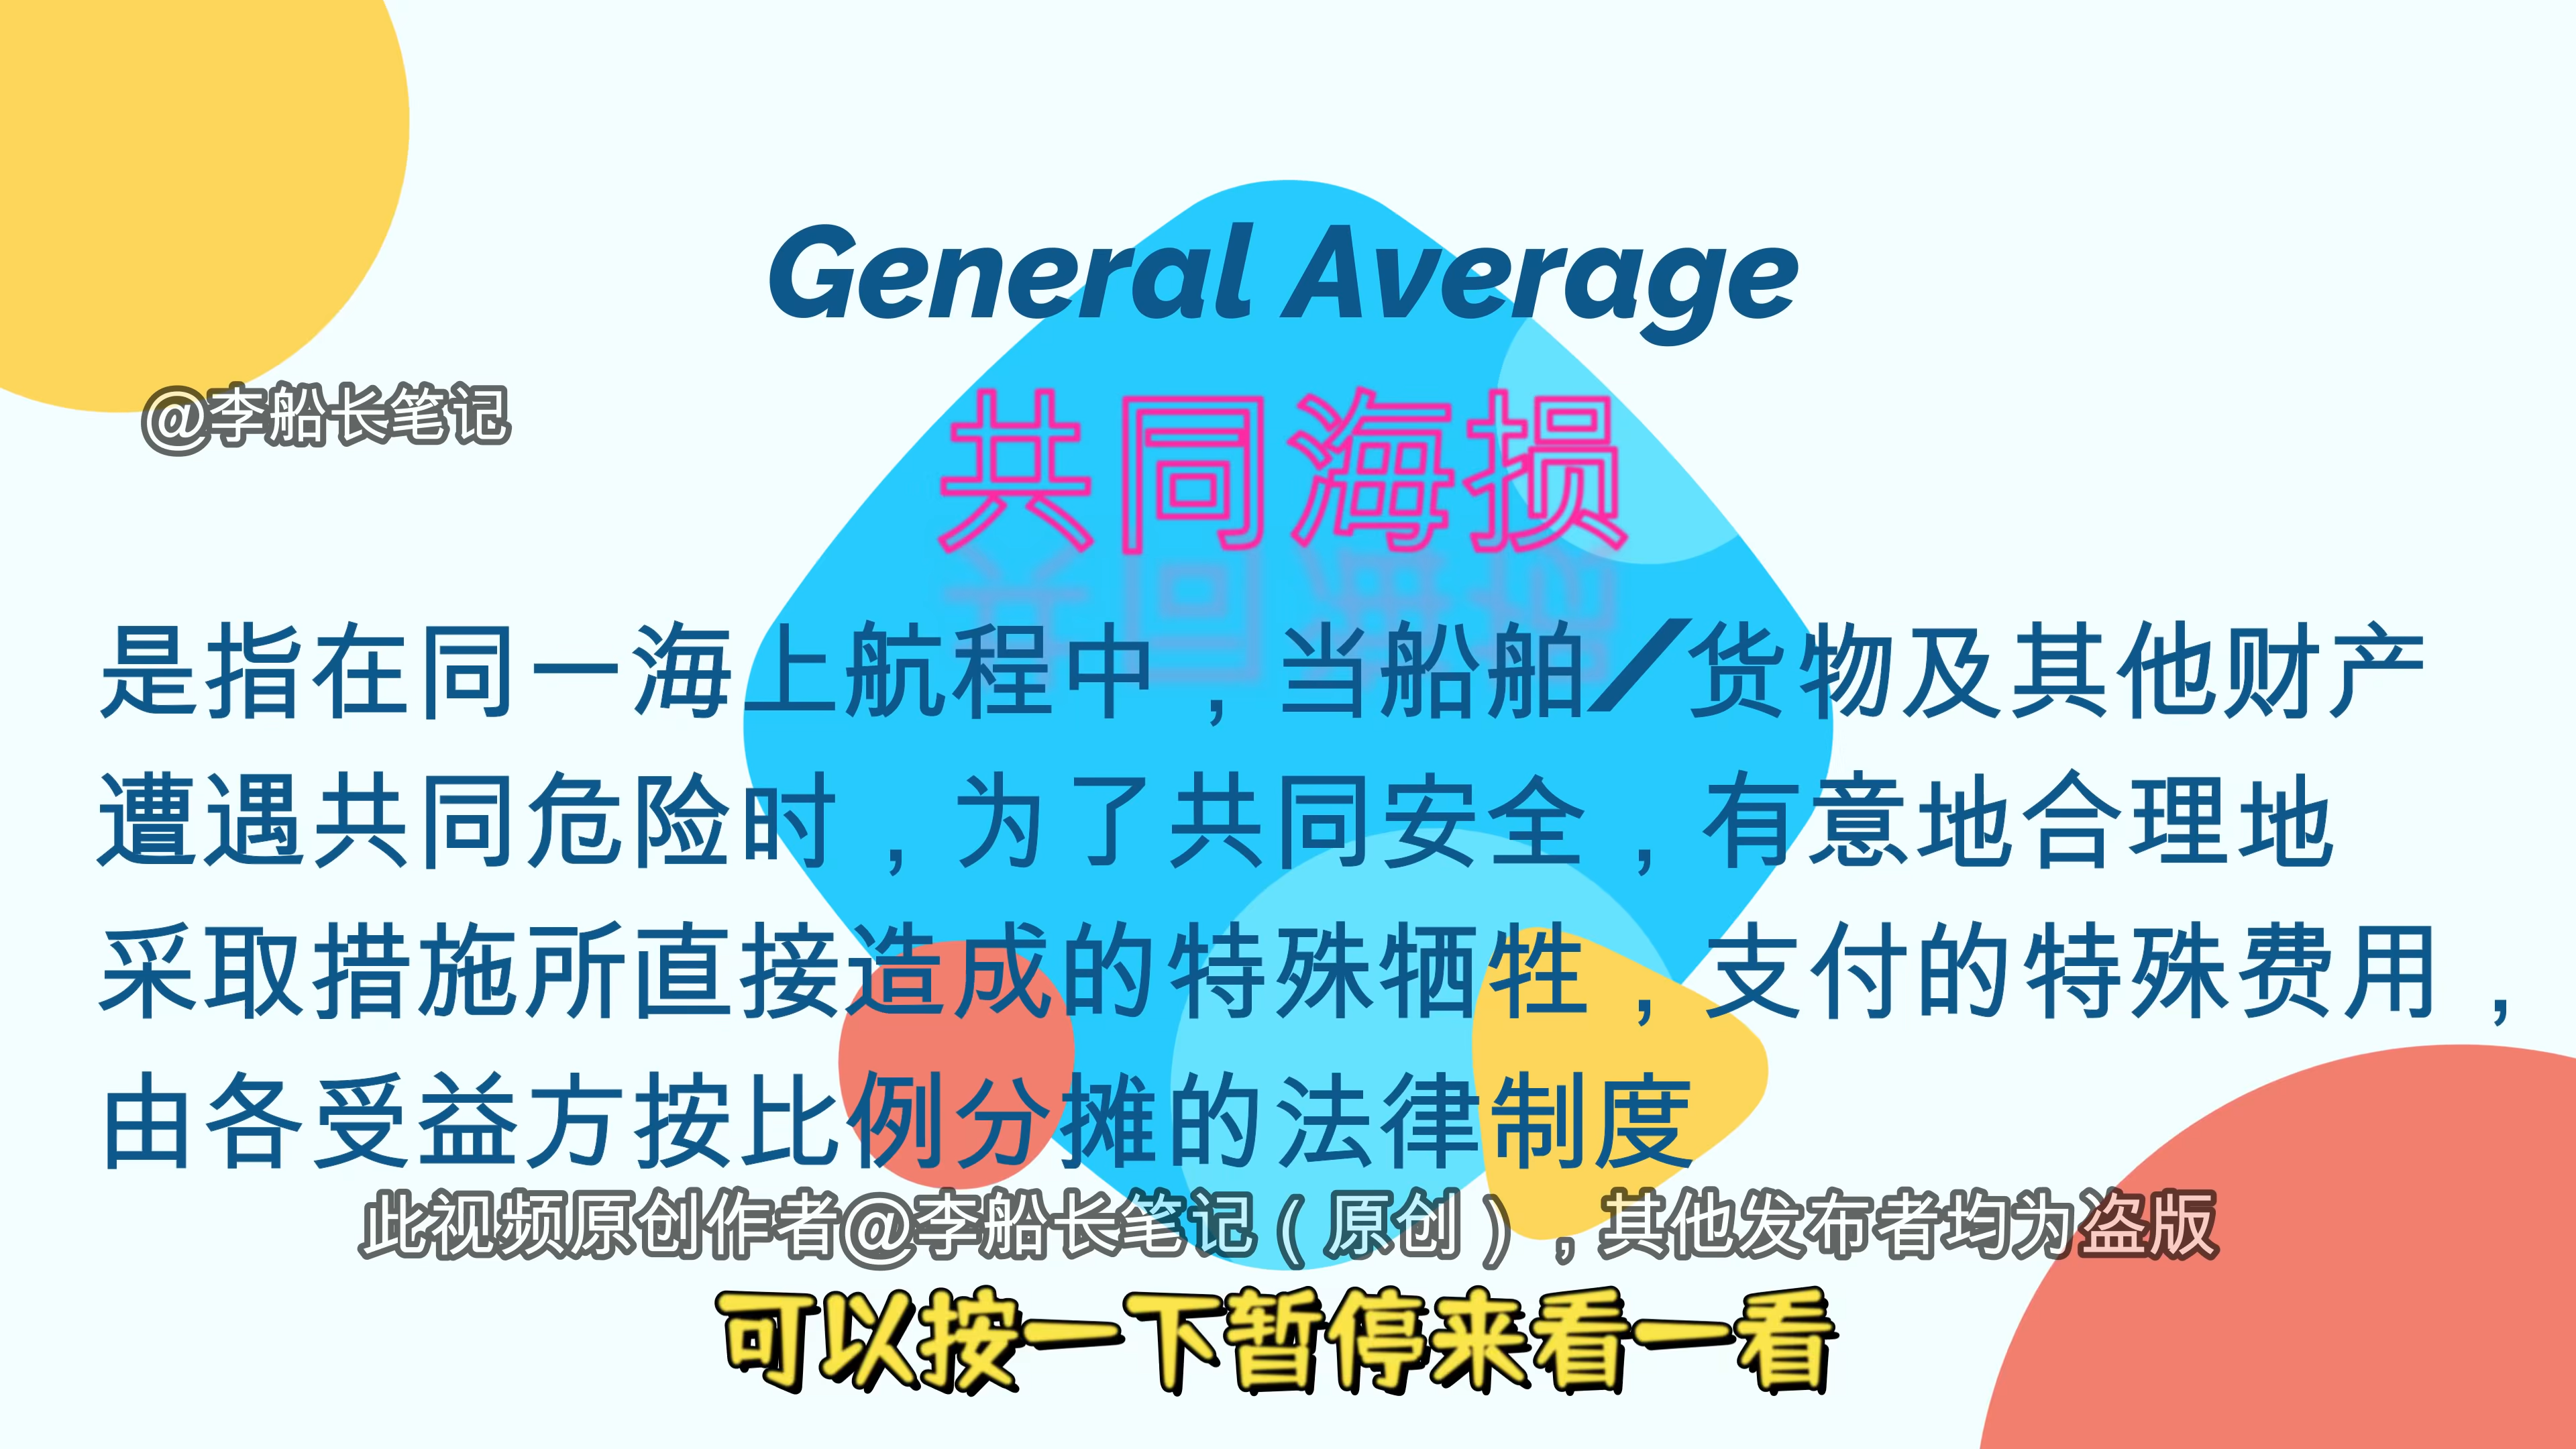 General Average
@李船长笔记
共同海损
是指在同一海上航程中，当船舶/货物及其他财产
遭遇共同危险时，为了共同安全，有意地合理地
采取措施所直接造成的特殊牺牲，支付的特殊费用，
由各受益方按比例分摊的法律制度
此视频原创作者@李船长笔记（原创），其他发布者均为盗版
可以按一下暂停来看一看